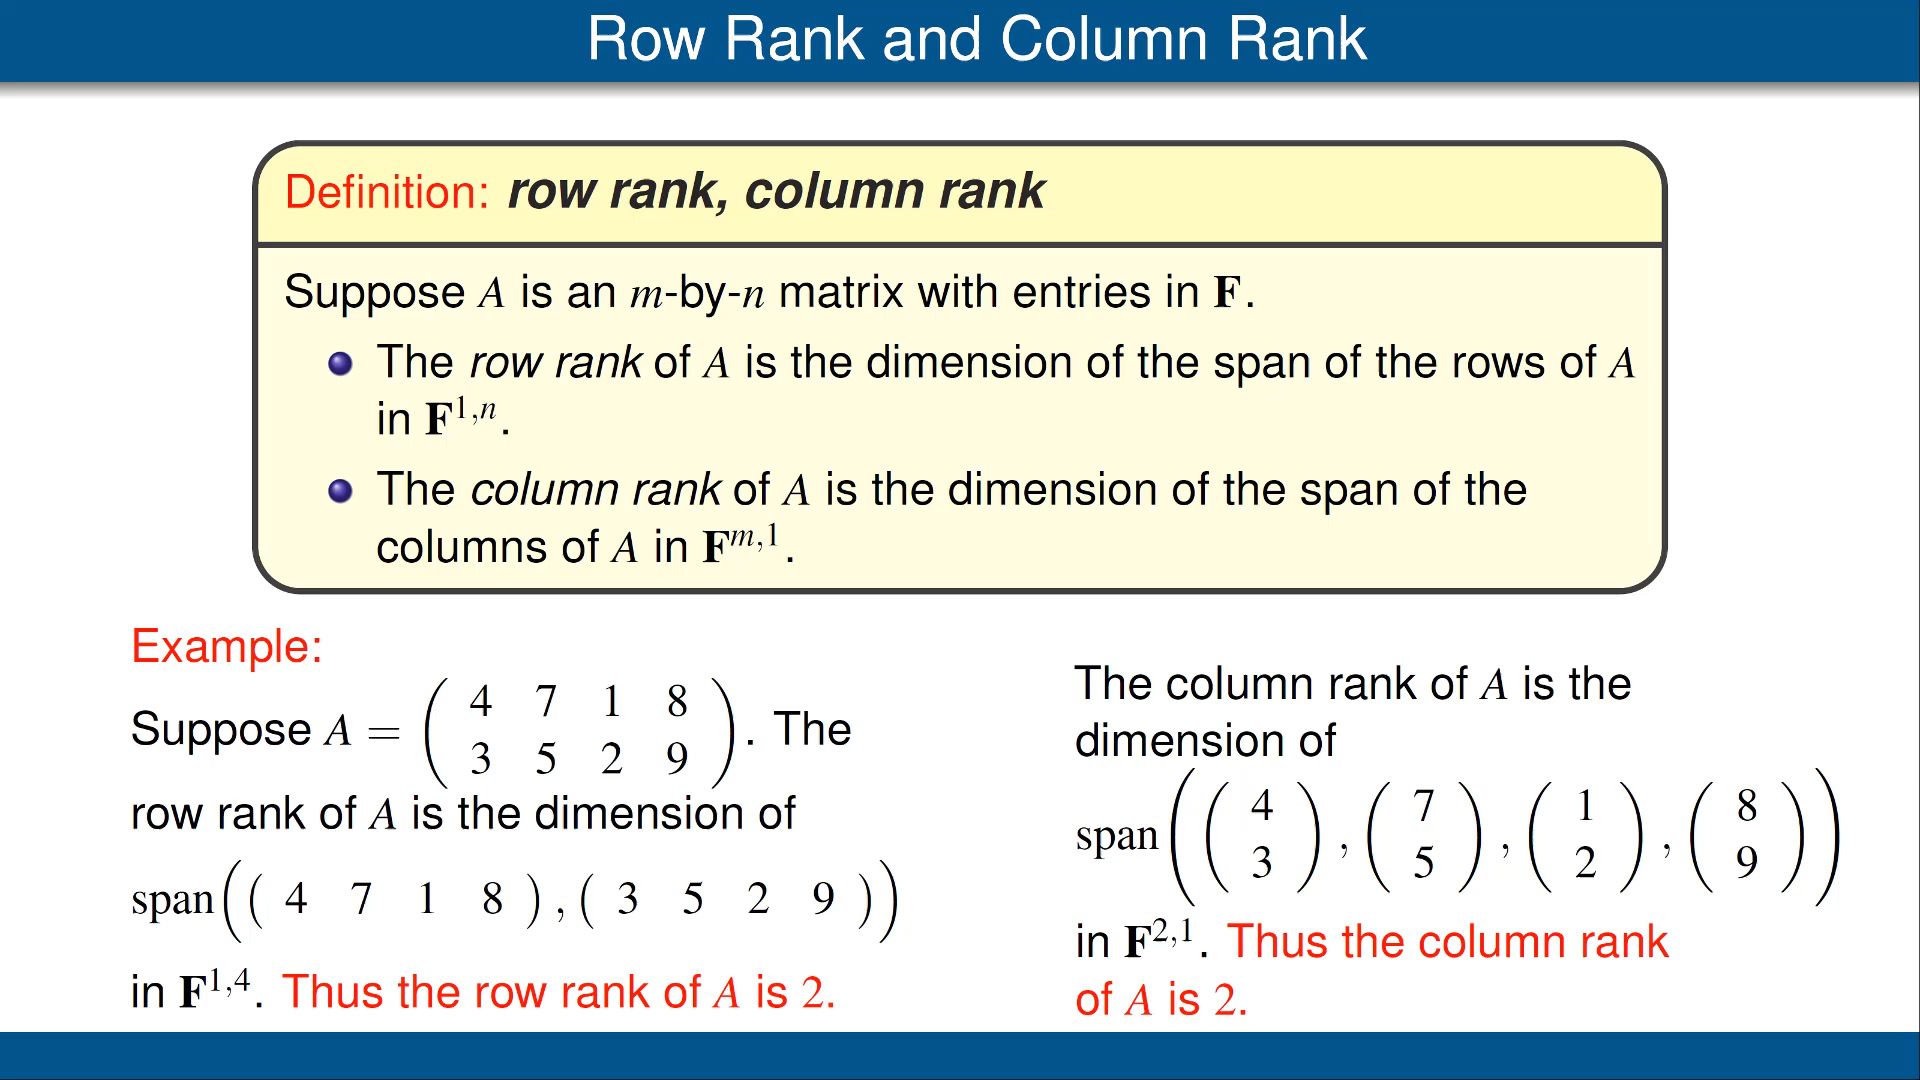 Row Rank and Column Rank
Definition: row rank, column rank
Suppose A is an m-by-n matrix with entries in F.
The row rank of A is the dimension of the span of the rows of A
in F^{1,n}.
The column rank of A is the dimension of the span of the
columns of A in F^{m,1}.
Example:
Suppose A = ( 4 7 1 8 ; 3 5 2 9 ). The
row rank of A is the dimension of
span(( 4 7 1 8 ), ( 3 5 2 9 ))
in F^{1,4}. Thus the row rank of A is 2.
The column rank of A is the
dimension of
span(( 4 ; 3 ), ( 7 ; 5 ), ( 1 ; 2 ), ( 8 ; 9 ))
in F^{2,1}. Thus the column rank
of A is 2.